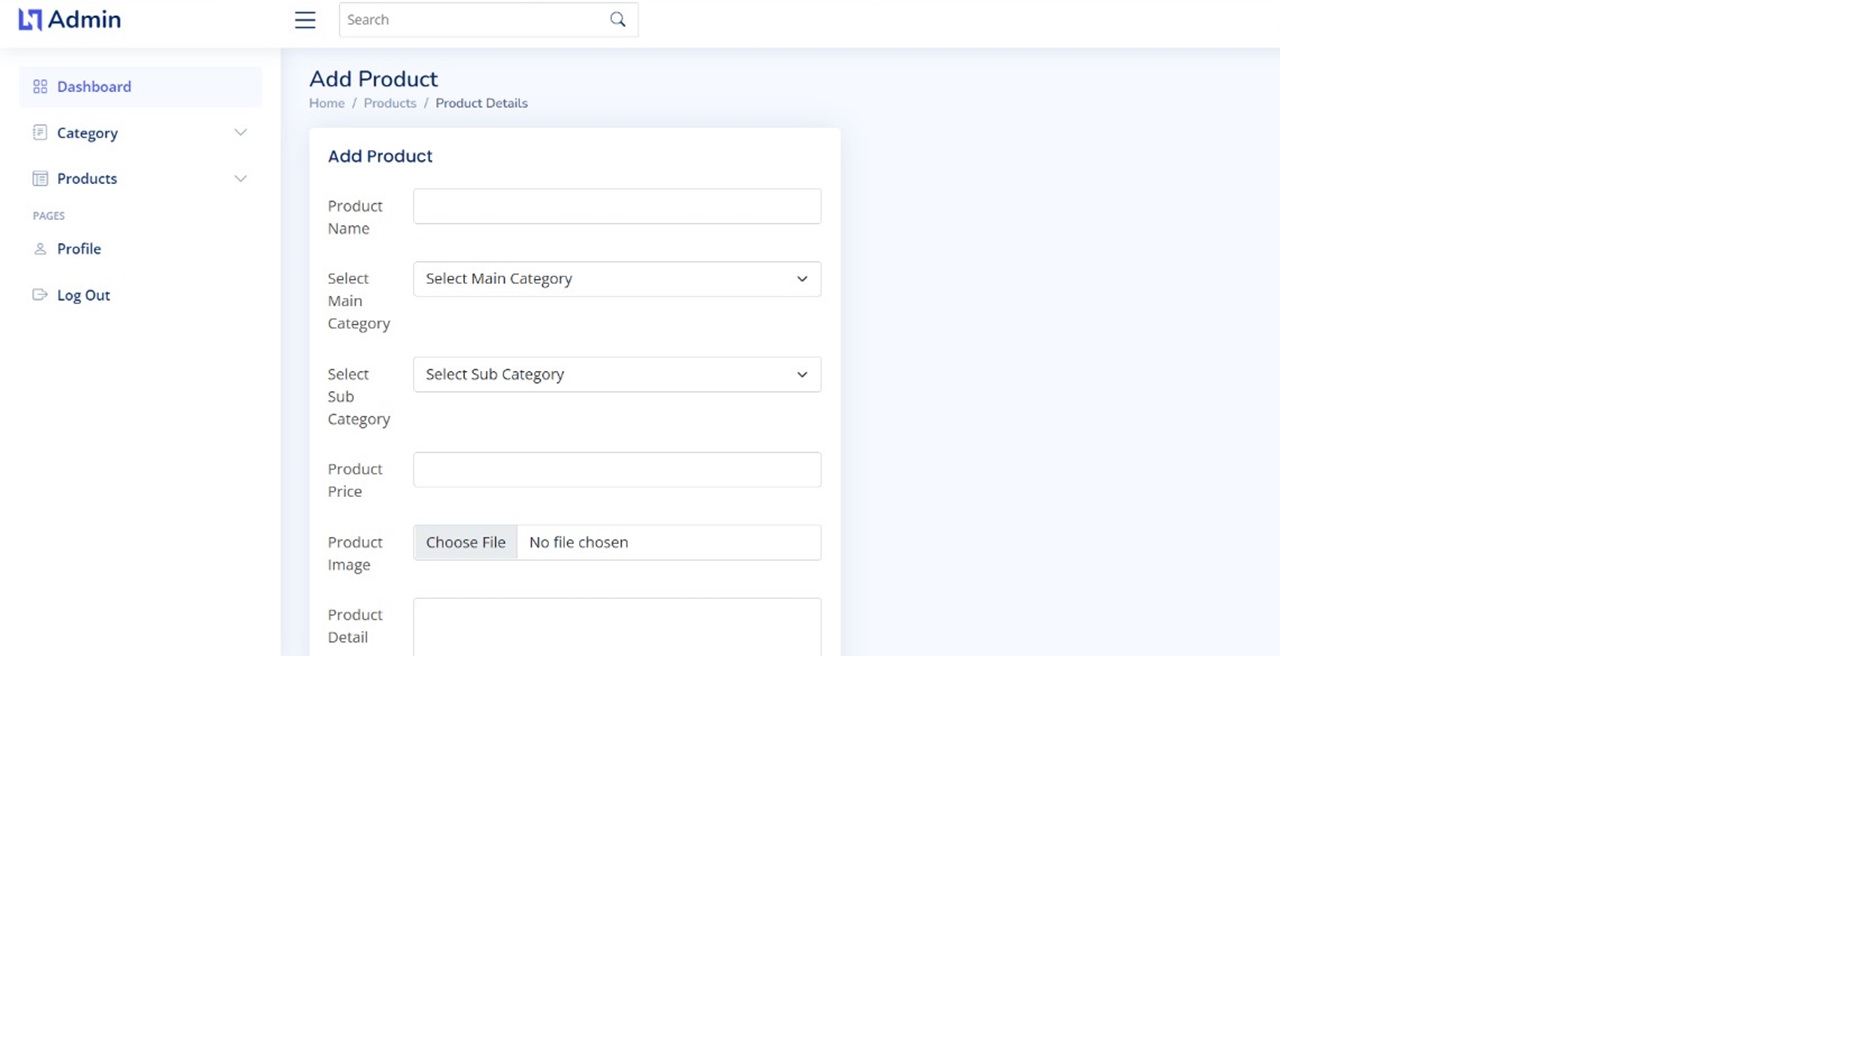 Admin
Search
Dashboard
Category
Products
PAGES
Profile
Log Out
Add Product
Home / Products / Product Details
Add Product
Product
Name
Select
Main
Category
Select Main Category
Select
Sub
Category
Select Sub Category
Product
Price
Product
Image
Choose File No file chosen
Product
Detail